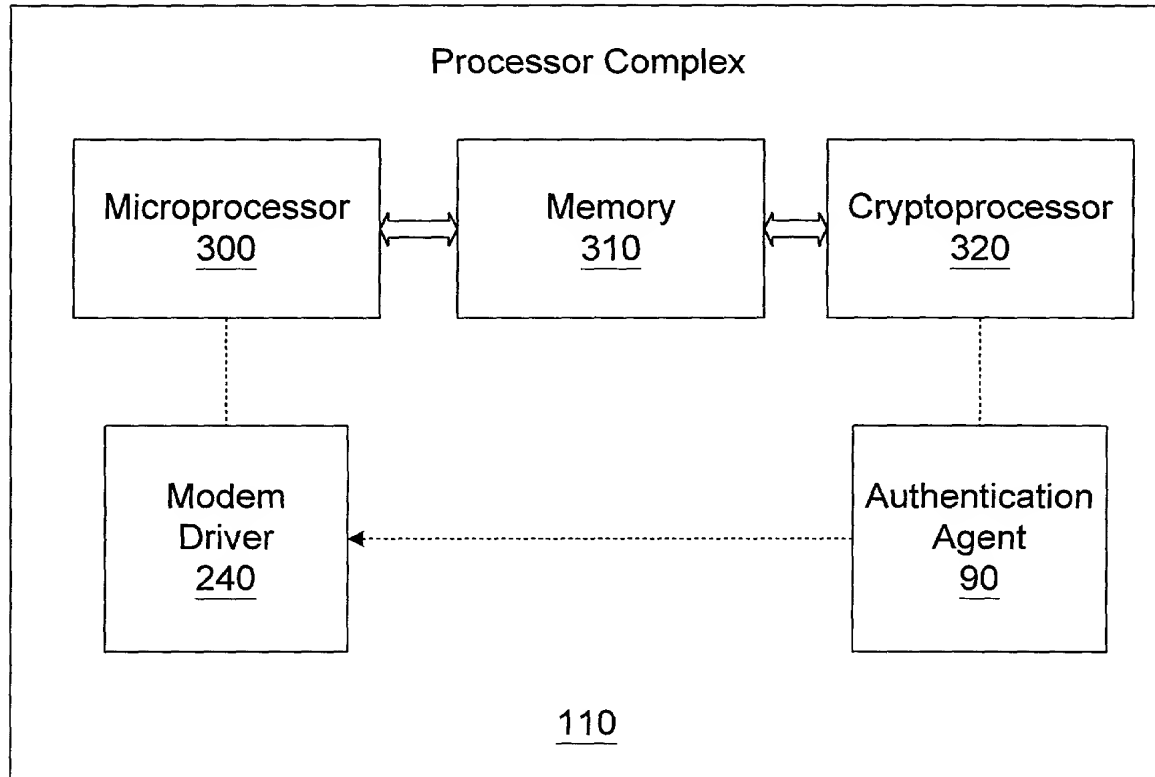 Processor Complex
Microprocessor
300
Memory
310
Cryptoprocessor
320
Modem
Driver
240
Authentication
Agent
90
110